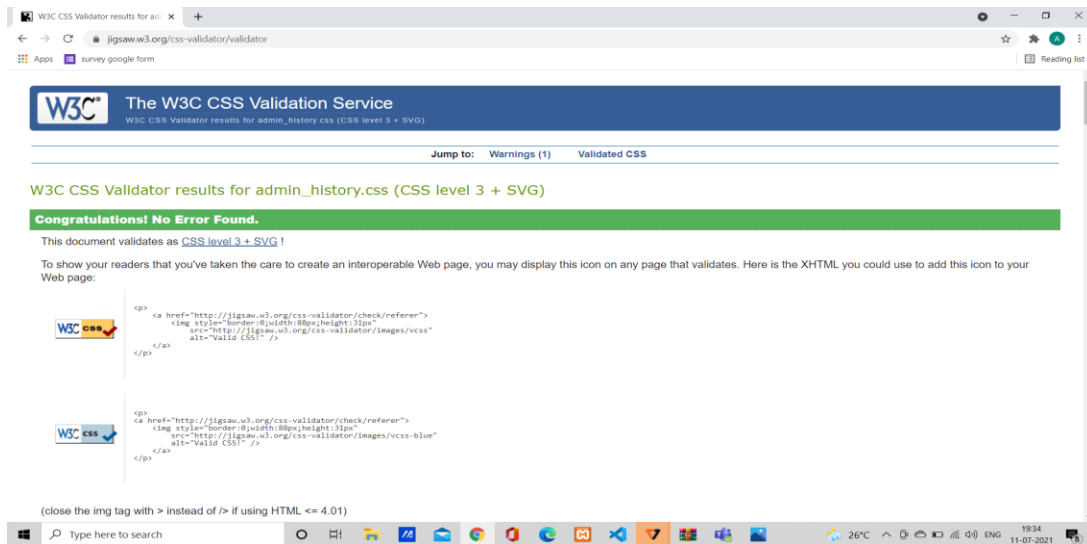 W3C CSS Validator results for ad
jigsaw.w3.org/css-validator/validator
A
Apps survey google form Reading list
W3C®
The W3C CSS Validation Service
W3C CSS Validator results for admin_history.css (CSS level 3 + SVG)
Jump to: Warnings (1) Validated CSS
W3C CSS Validator results for admin_history.css (CSS level 3 + SVG)
Congratulations! No Error Found.
This document validates as CSS level 3 + SVG !
To show your readers that you've taken the care to create an interoperable Web page, you may display this icon on any page that validates. Here is the XHTML you could use to add this icon to your
Web page:
W3C css
<p>
<a href="http://jigsaw.w3.org/css-validator/check/referer">
<img style="border:0;width:88px;height:31px"
src="http://jigsaw.w3.org/css-validator/images/vcss"
alt="Valid CSS!" />
</a>
</p>
W3C css
<p>
<a href="http://jigsaw.w3.org/css-validator/check/referer">
<img style="border:0;width:88px;height:31px"
src="http://jigsaw.w3.org/css-validator/images/vcss-blue"
alt="Valid CSS!" />
</a>
</p>
(close the img tag with > instead of /> if using HTML <= 4.01)
Type here to search
26°C ENG
19:34
11-07-2021